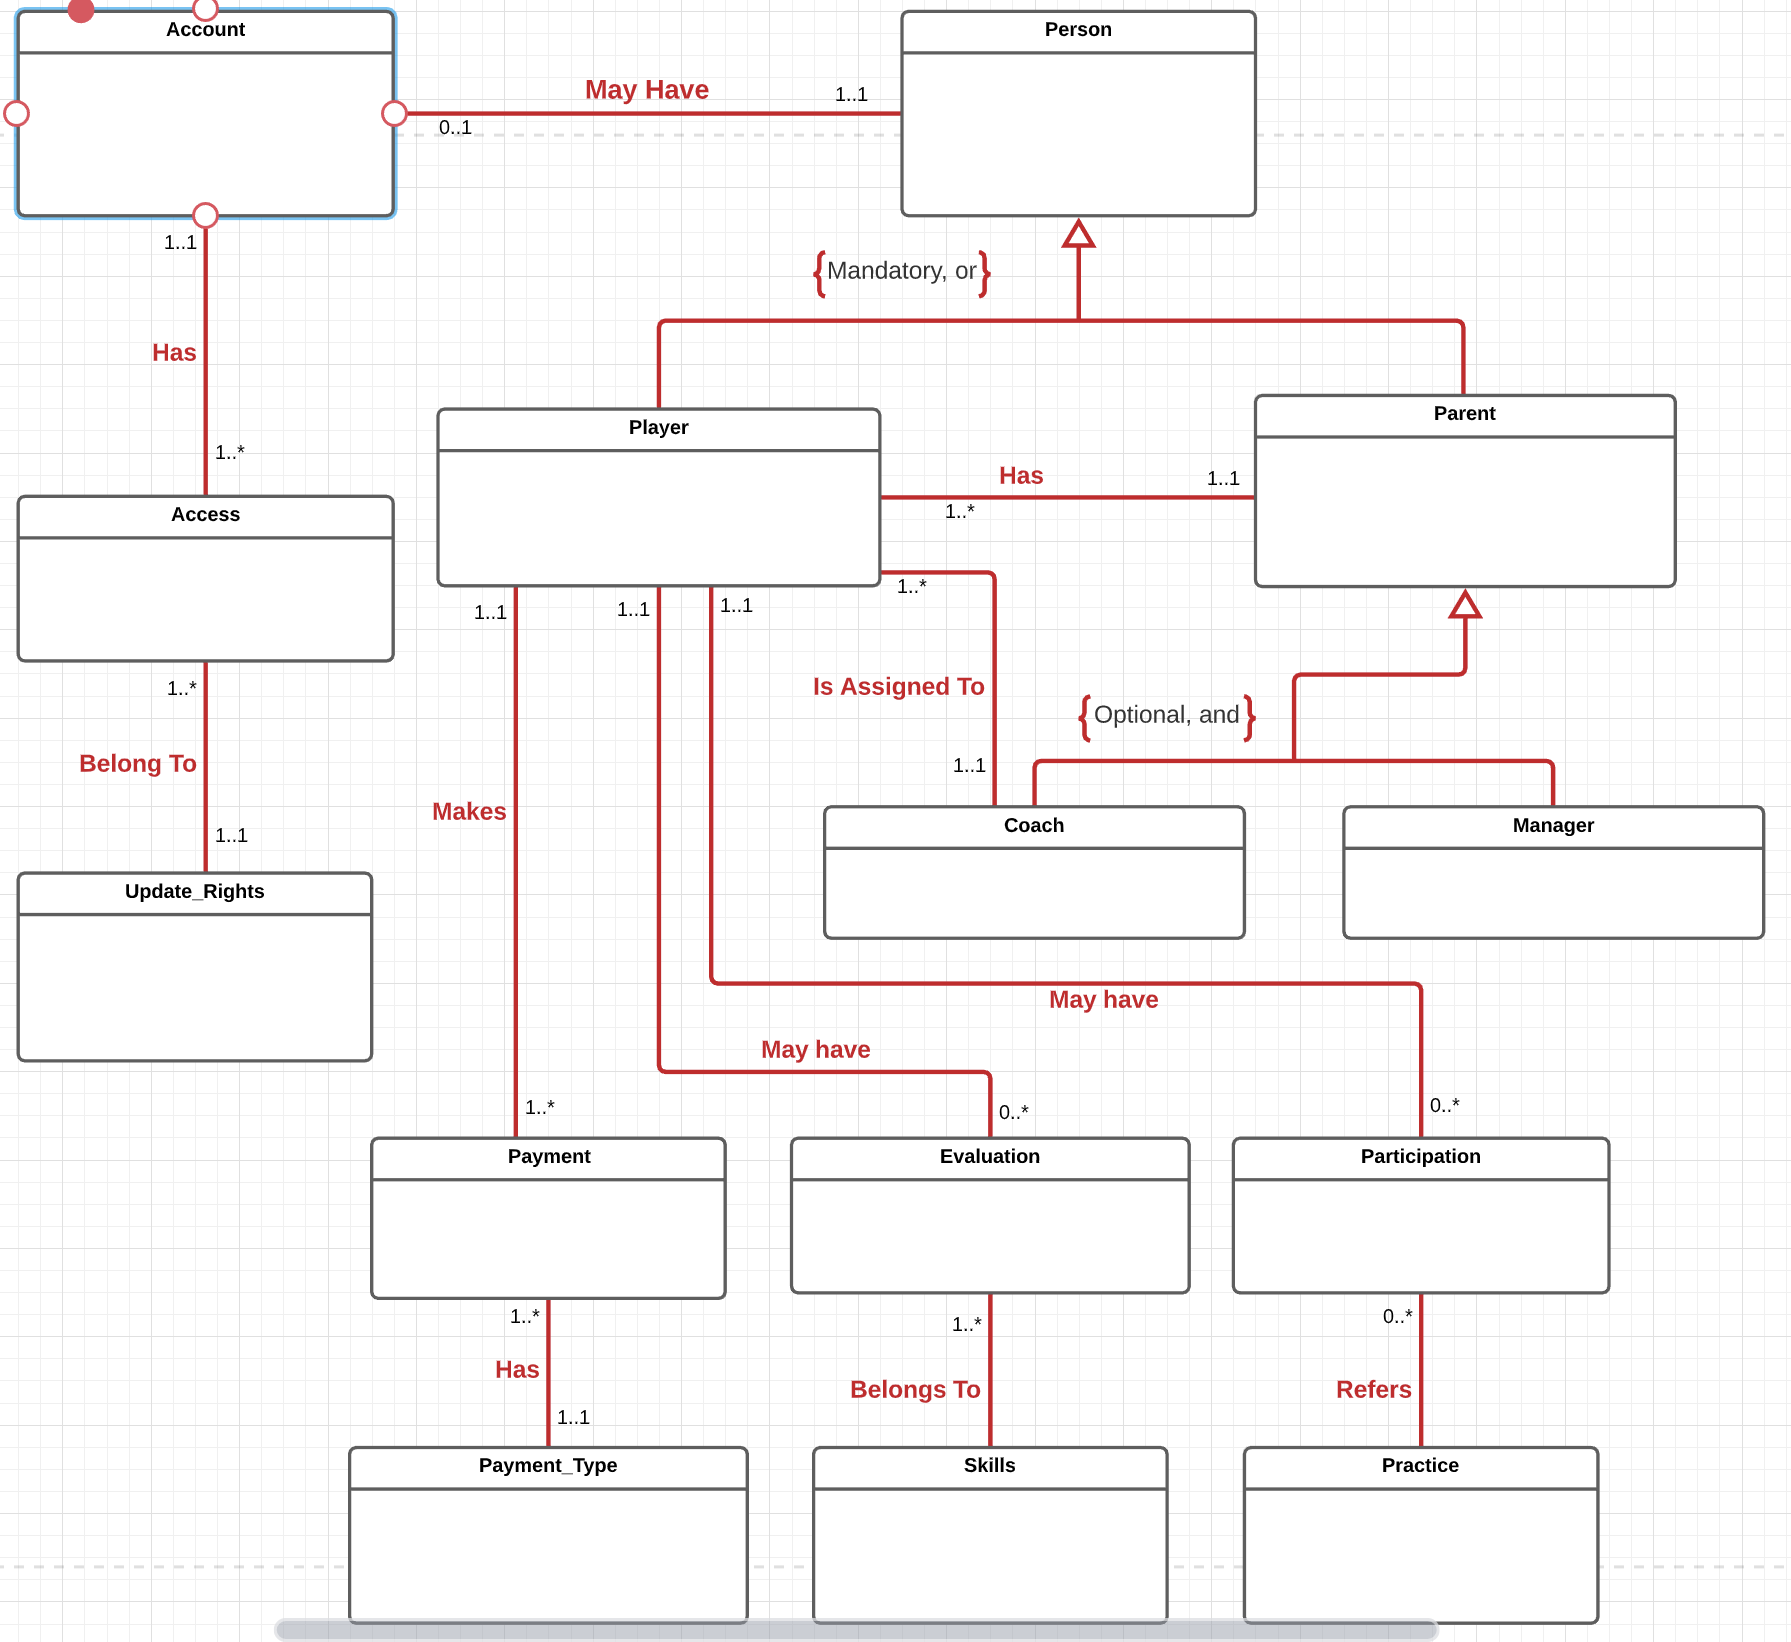 Account
Person
May Have
1..1
0..1
1..1
Mandatory, or
Has
1..*
Player
Parent
Has
1..1
1..*
Access
1..*
1..1
1..1
1..1
1..*
Is Assigned To
Optional, and
Belong To
1..1
Makes
1..1
Coach
Manager
Update_Rights
May have
May have
1..*
0..*
0..*
Payment
Evaluation
Participation
1..*
1..*
0..*
Has
Belongs To
Refers
1..1
Payment_Type
Skills
Practice